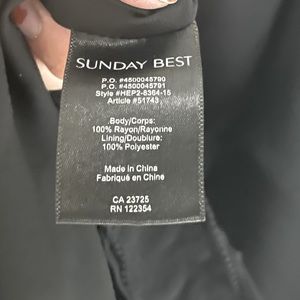 SUNDAY BEST
P.O. #4500045790
P.O. #4500045791
Style #HEP2-8364-15
Article #51743
Body/Corps:
100% Rayon/Rayonne
Lining/Doublure:
100% Polyester
Made in China
Fabriqué en Chine
CA 23725
RN 122354